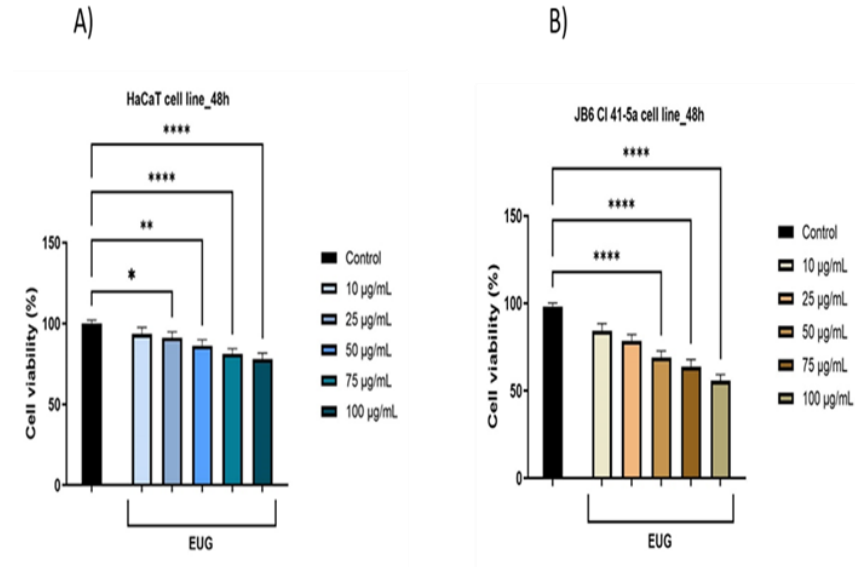 A)
HaCaT cell line_48h
****
****
**
*
150
100
50
0
Cell viability (%)
EUG
Control
10 µg/mL
25 µg/mL
50 µg/mL
75 µg/mL
100 µg/mL
B)
JB6 Cl 41-5a cell line_48h
****
****
****
150
100
50
0
Cell viability (%)
EUG
Control
10 µg/mL
25 µg/mL
50 µg/mL
75 µg/mL
100 µg/mL